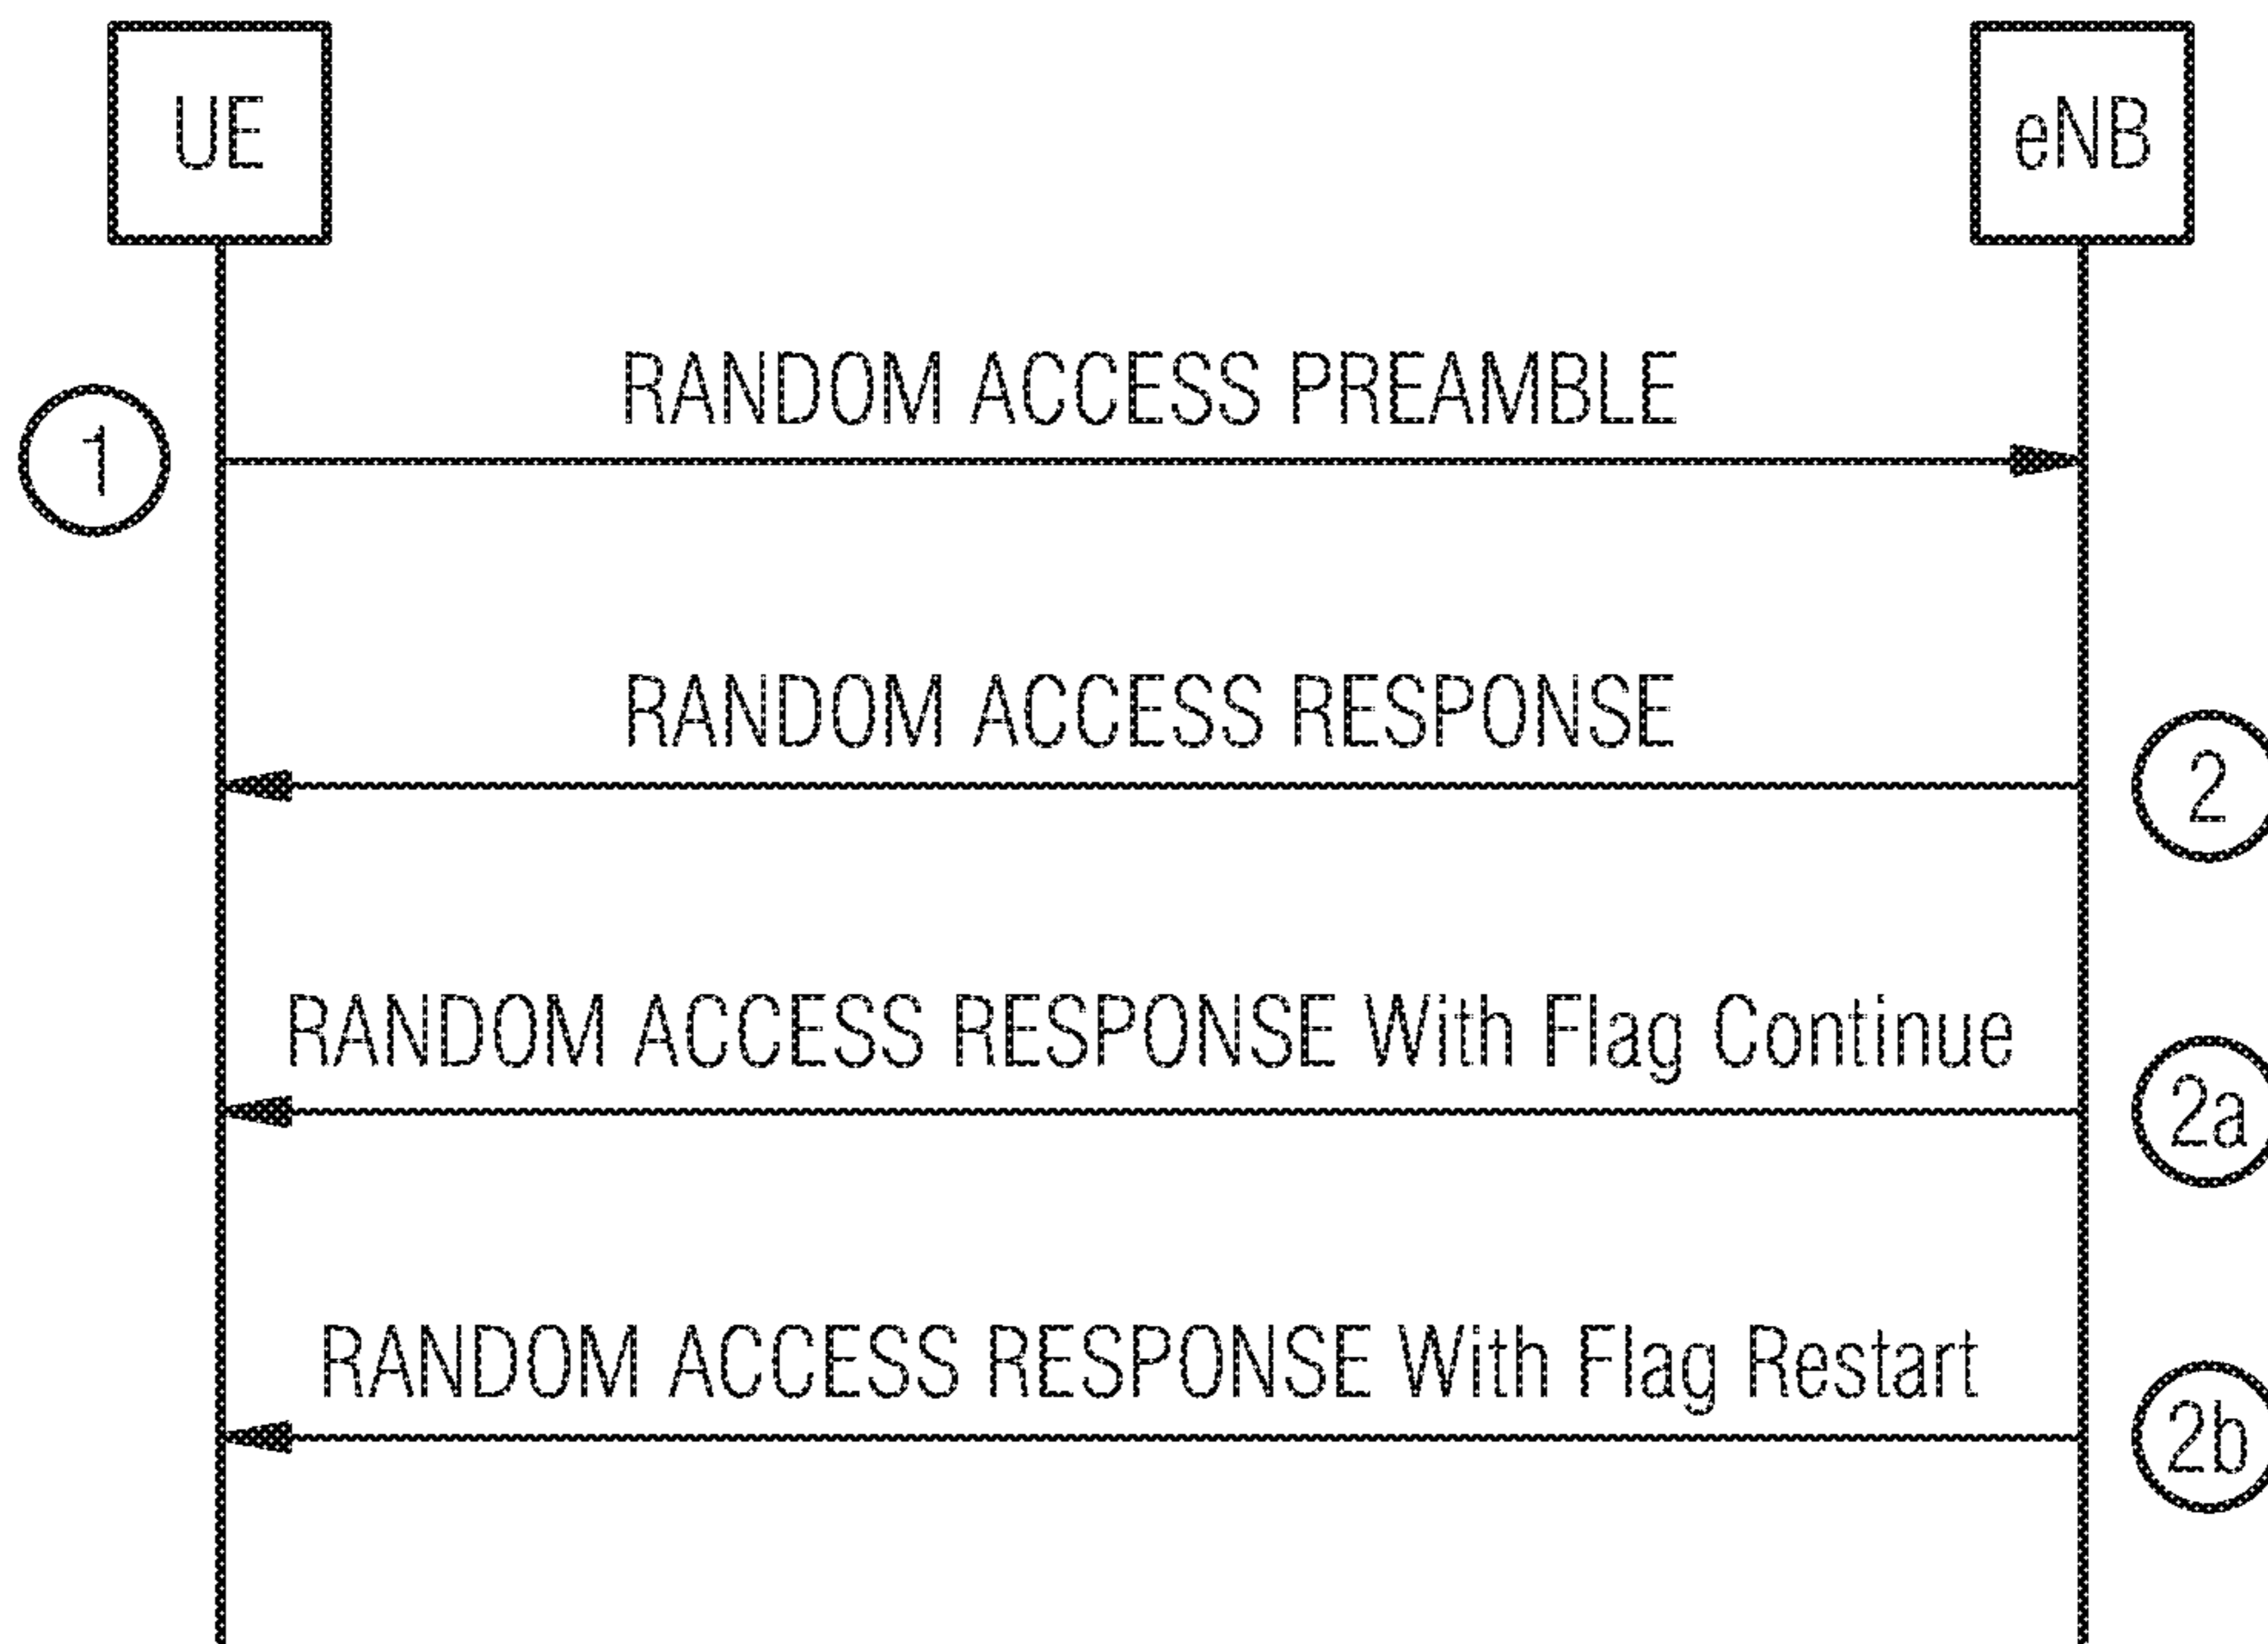 UE
eNB
RANDOM ACCESS PREAMBLE
1
RANDOM ACCESS RESPONSE
2
RANDOM ACCESS RESPONSE With Flag Continue
2a
RANDOM ACCESS RESPONSE With Flag Restart
2b